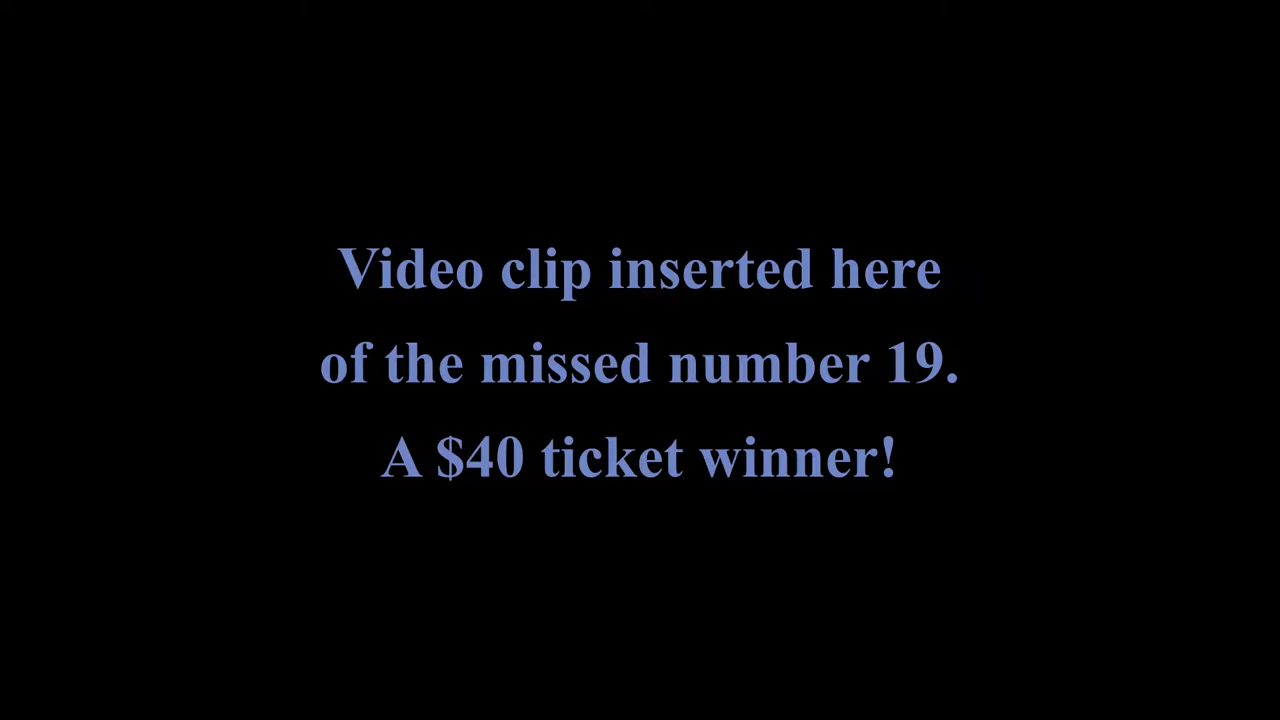 Video clip inserted here
of the missed number 19.
A $40 ticket winner!